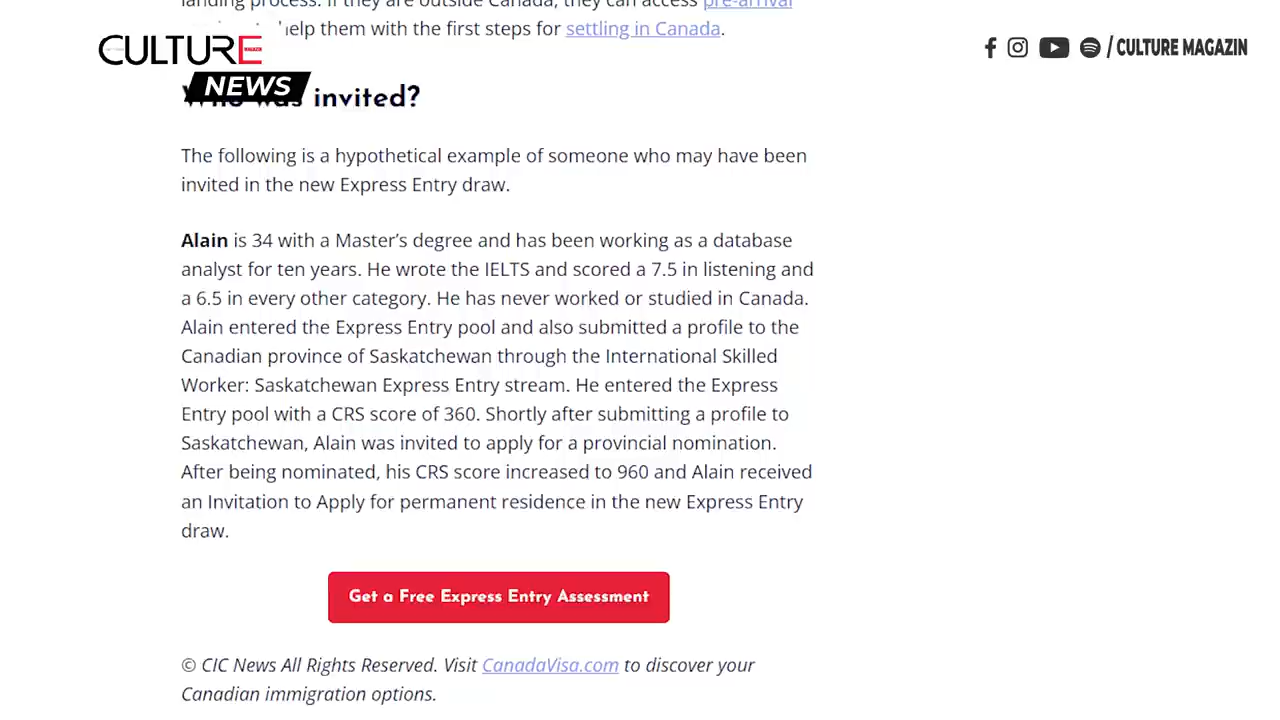 landing process. If they are outside Canada, they can access pre-arrival
help them with the first steps for settling in Canada.
CULTURE
NEWS
/ CULTURE MAGAZIN
Who was invited?
The following is a hypothetical example of someone who may have been
invited in the new Express Entry draw.
Alain is 34 with a Master's degree and has been working as a database
analyst for ten years. He wrote the IELTS and scored a 7.5 in listening and
a 6.5 in every other category. He has never worked or studied in Canada.
Alain entered the Express Entry pool and also submitted a profile to the
Canadian province of Saskatchewan through the International Skilled
Worker: Saskatchewan Express Entry stream. He entered the Express
Entry pool with a CRS score of 360. Shortly after submitting a profile to
Saskatchewan, Alain was invited to apply for a provincial nomination.
After being nominated, his CRS score increased to 960 and Alain received
an Invitation to Apply for permanent residence in the new Express Entry
draw.
Get a Free Express Entry Assessment
© CIC News All Rights Reserved. Visit CanadaVisa.com to discover your
Canadian immigration options.